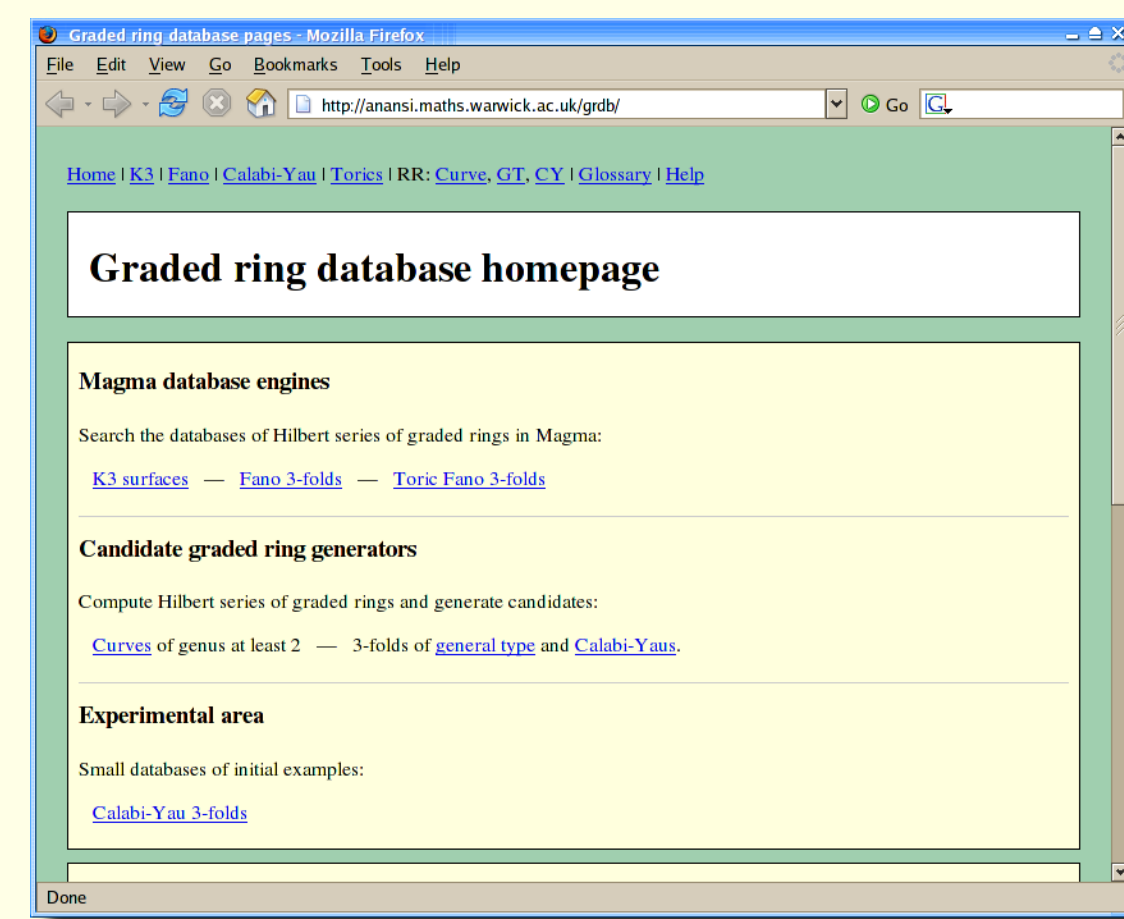 Graded ring database pages - Mozilla Firefox
File Edit View Go Bookmarks Tools Help
http://anansi.maths.warwick.ac.uk/grdb/ Go G
Home | K3 | Fano | Calabi-Yau | Torics | RR: Curve, GT, CY | Glossary | Help
Graded ring database homepage
Magma database engines
Search the databases of Hilbert series of graded rings in Magma:
K3 surfaces — Fano 3-folds — Toric Fano 3-folds
Candidate graded ring generators
Compute Hilbert series of graded rings and generate candidates:
Curves of genus at least 2 — 3-folds of general type and Calabi-Yaus.
Experimental area
Small databases of initial examples:
Calabi-Yau 3-folds
Done